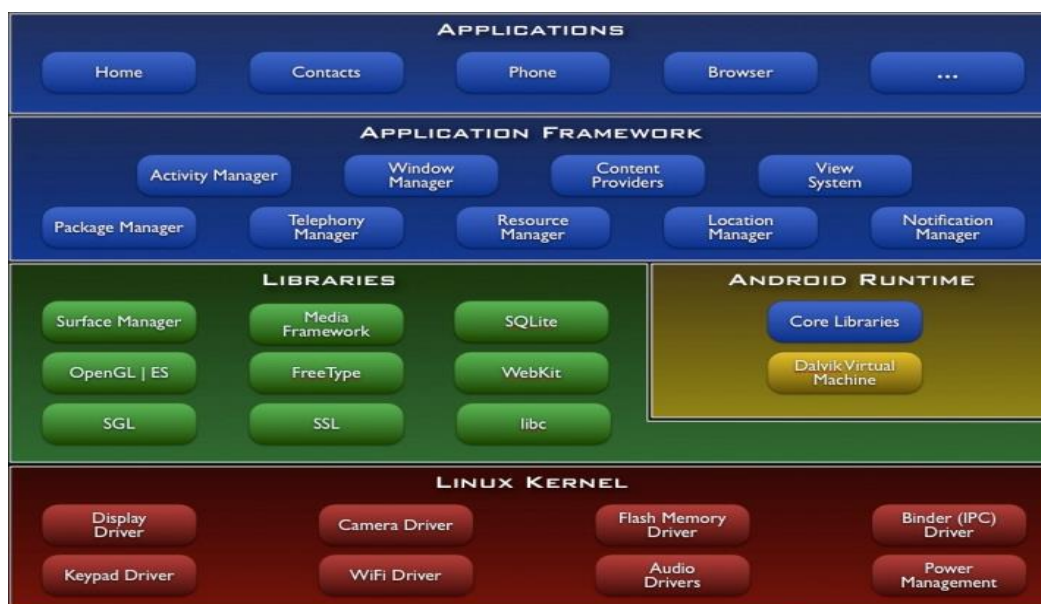 APPLICATIONS
Home Contacts Phone Browser ...
APPLICATION FRAMEWORK
Activity Manager
Window
Manager
Content
Providers
View
System
Package Manager
Telephony
Manager
Resource
Manager
Location
Manager
Notification
Manager
LIBRARIES
Surface Manager
Media
Framework
SQLite
OpenGL | ES
FreeType
WebKit
SGL
SSL
libc
ANDROID RUNTIME
Core Libraries
Dalvik Virtual
Machine
LINUX KERNEL
Display
Driver
Camera Driver
Flash Memory
Driver
Binder (IPC)
Driver
Keypad Driver
WiFi Driver
Audio
Drivers
Power
Management